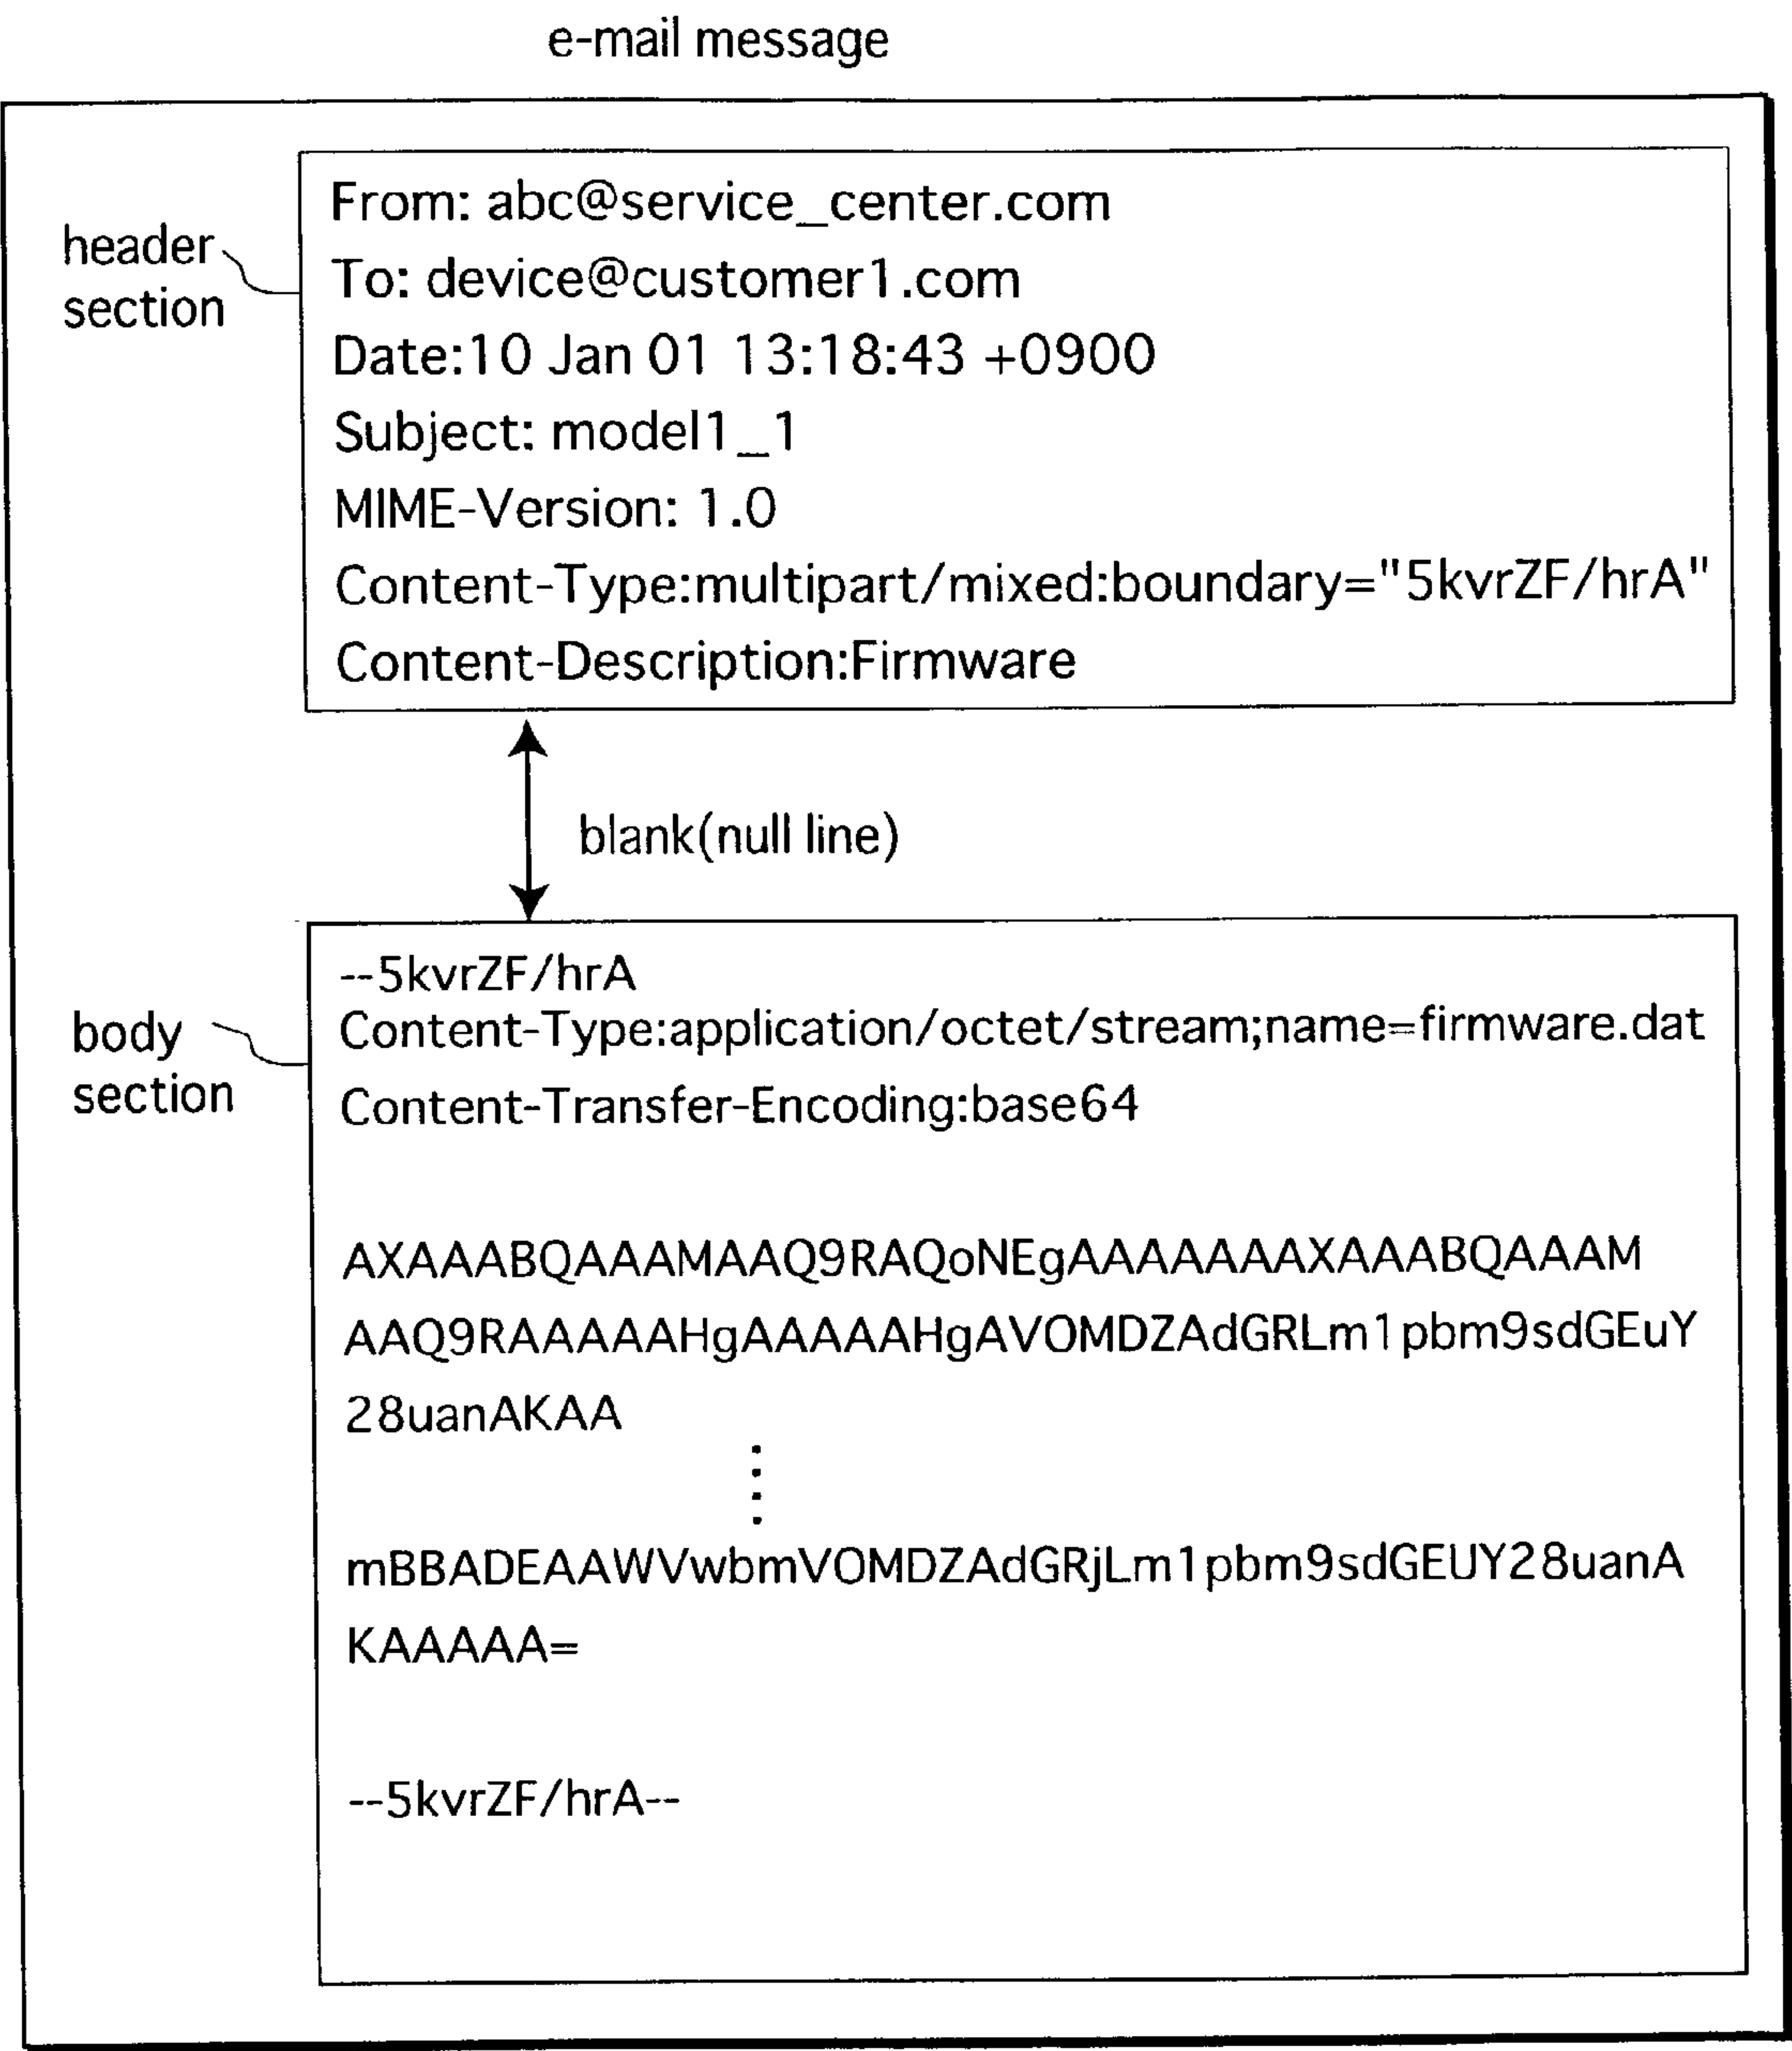 e-mail message
header
section
From: abc@service_center.com
To: device@customer1.com
Date:10 Jan 01 13:18:43 +0900
Subject: model1_1
MIME-Version: 1.0
Content-Type:multipart/mixed:boundary="5kvrZF/hrA"
Content-Description:Firmware
blank(null line)
body
section
--5kvrZF/hrA
Content-Type:application/octet/stream;name=firmware.dat
Content-Transfer-Encoding:base64
AXAAABQAAAMAAQ9RAQoNEgAAAAAAAXAAABQAAAM
AAQ9RAAAAAHgAAAAAHgAVOMDZAdGRLm1pbm9sdGEuY
28uanAKAA
mBBADEAAWVwbmVOMDZAdGRjLm1pbm9sdGEUY28uanA
KAAAAA=
--5kvrZF/hrA--